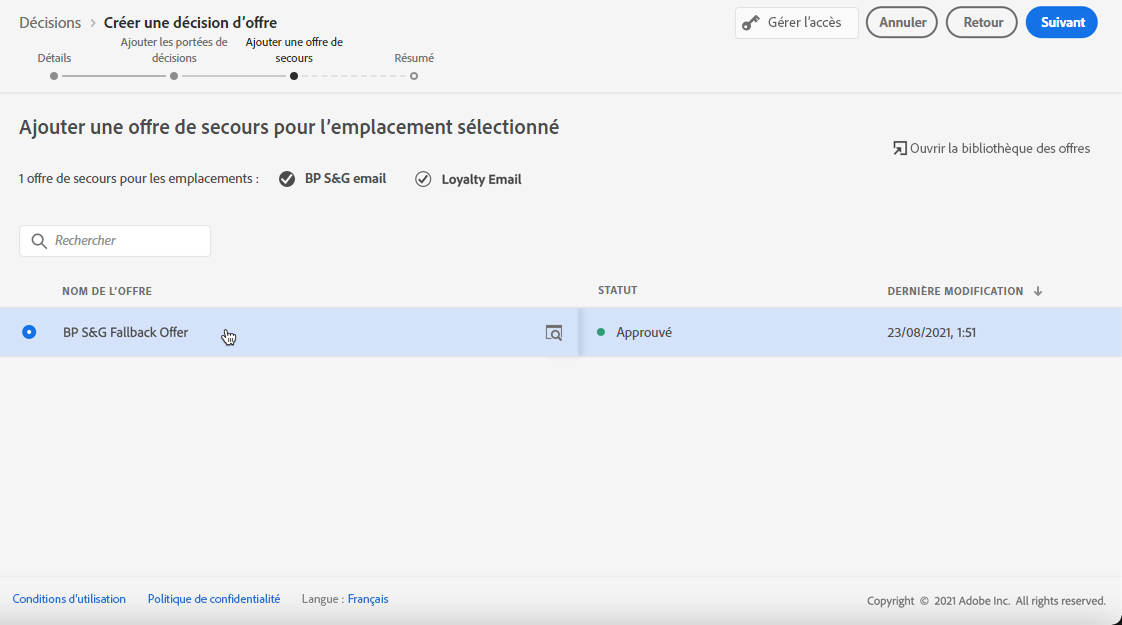 Décisions > Créer une décision d’offre
Gérer l’accès
Annuler
Retour
Suivant
Détails
Ajouter les portées de
décisions
Ajouter une offre de
secours
Résumé
Ajouter une offre de secours pour l’emplacement sélectionné
Ouvrir la bibliothèque des offres
1 offre de secours pour les emplacements : BP S&G email Loyalty Email
Rechercher
NOM DE L’OFFRE STATUT DERNIÈRE MODIFICATION ↓
BP S&G Fallback Offer Approuvé 23/08/2021, 1:51
Conditions d’utilisation Politique de confidentialité Langue : Français
Copyright © 2021 Adobe Inc. All rights reserved.